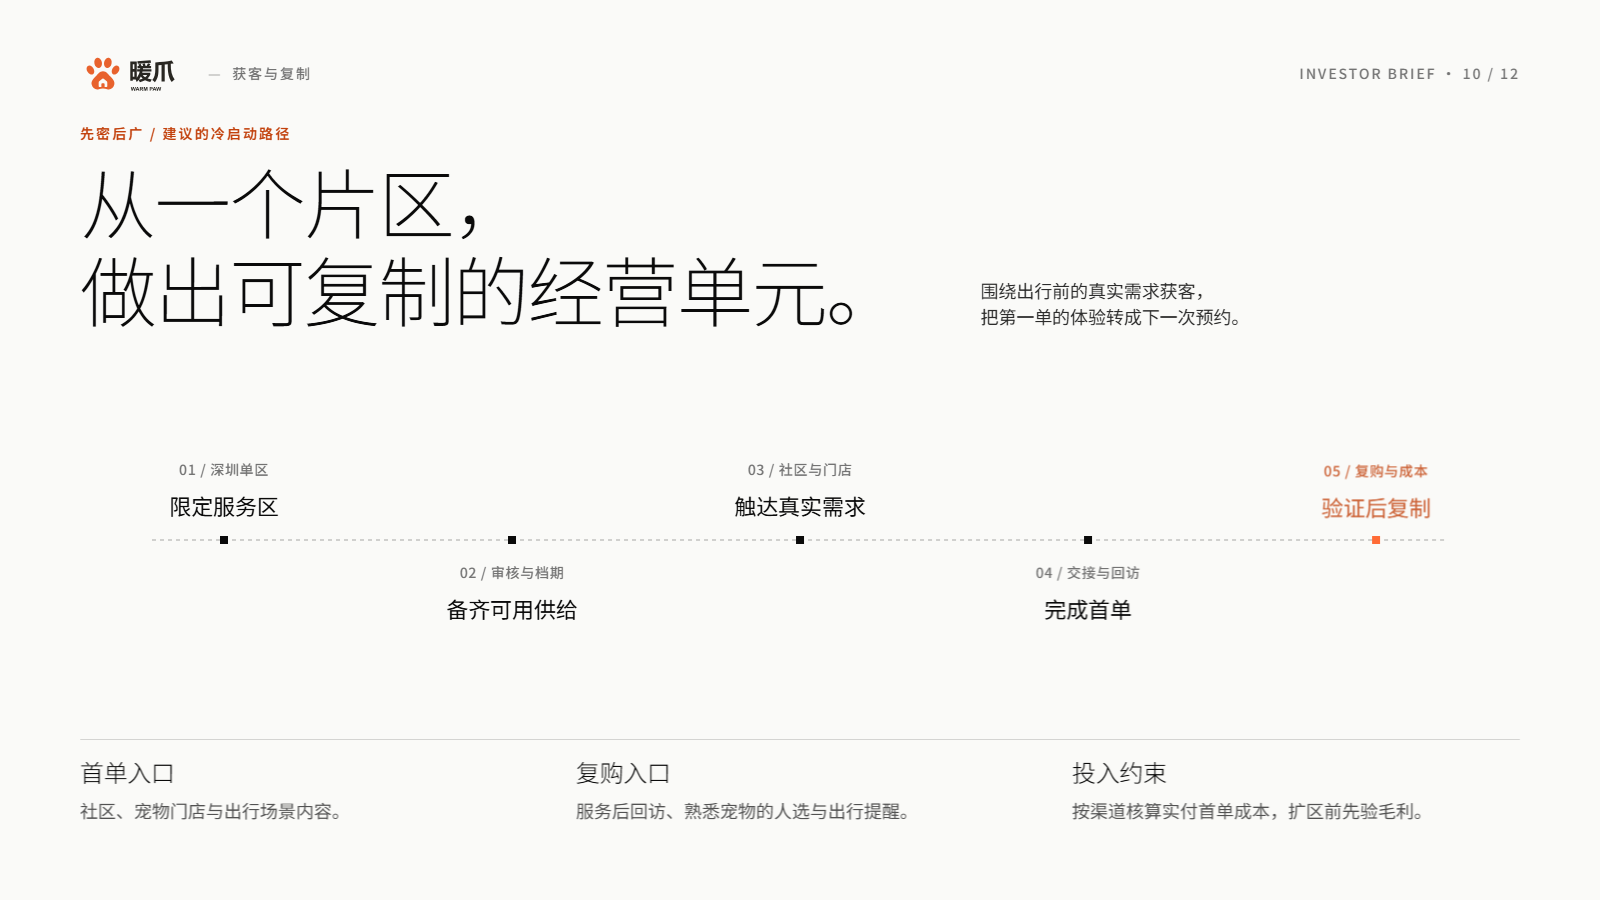 暖爪
WARM PAW
— 获客与复制
INVESTOR BRIEF • 10 / 12
先密后广 / 建议的冷启动路径
从一个片区，
做出可复制的经营单元。
围绕出行前的真实需求获客，
把第一单的体验转成下一次预约。
01 / 深圳单区
限定服务区
02 / 审核与档期
备齐可用供给
03 / 社区与门店
触达真实需求
04 / 交接与回访
完成首单
05 / 复购与成本
验证后复制
首单入口
社区、宠物门店与出行场景内容。
复购入口
服务后回访、熟悉宠物的人选与出行提醒。
投入约束
按渠道核算实付首单成本，扩区前先验毛利。